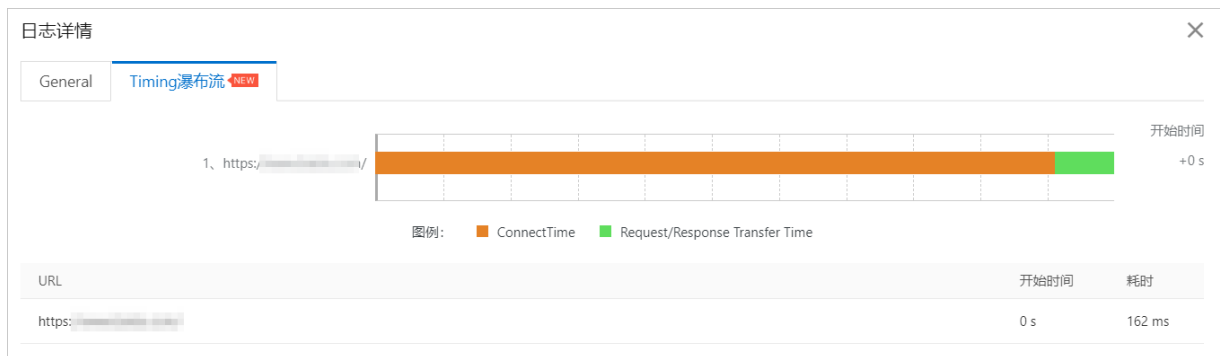 日志详情
General
Timing瀑布流 NEW
开始时间
1、https:/ /
+0 s
图例: ConnectTime Request/Response Transfer Time
URL 开始时间 耗时
https: 0 s 162 ms